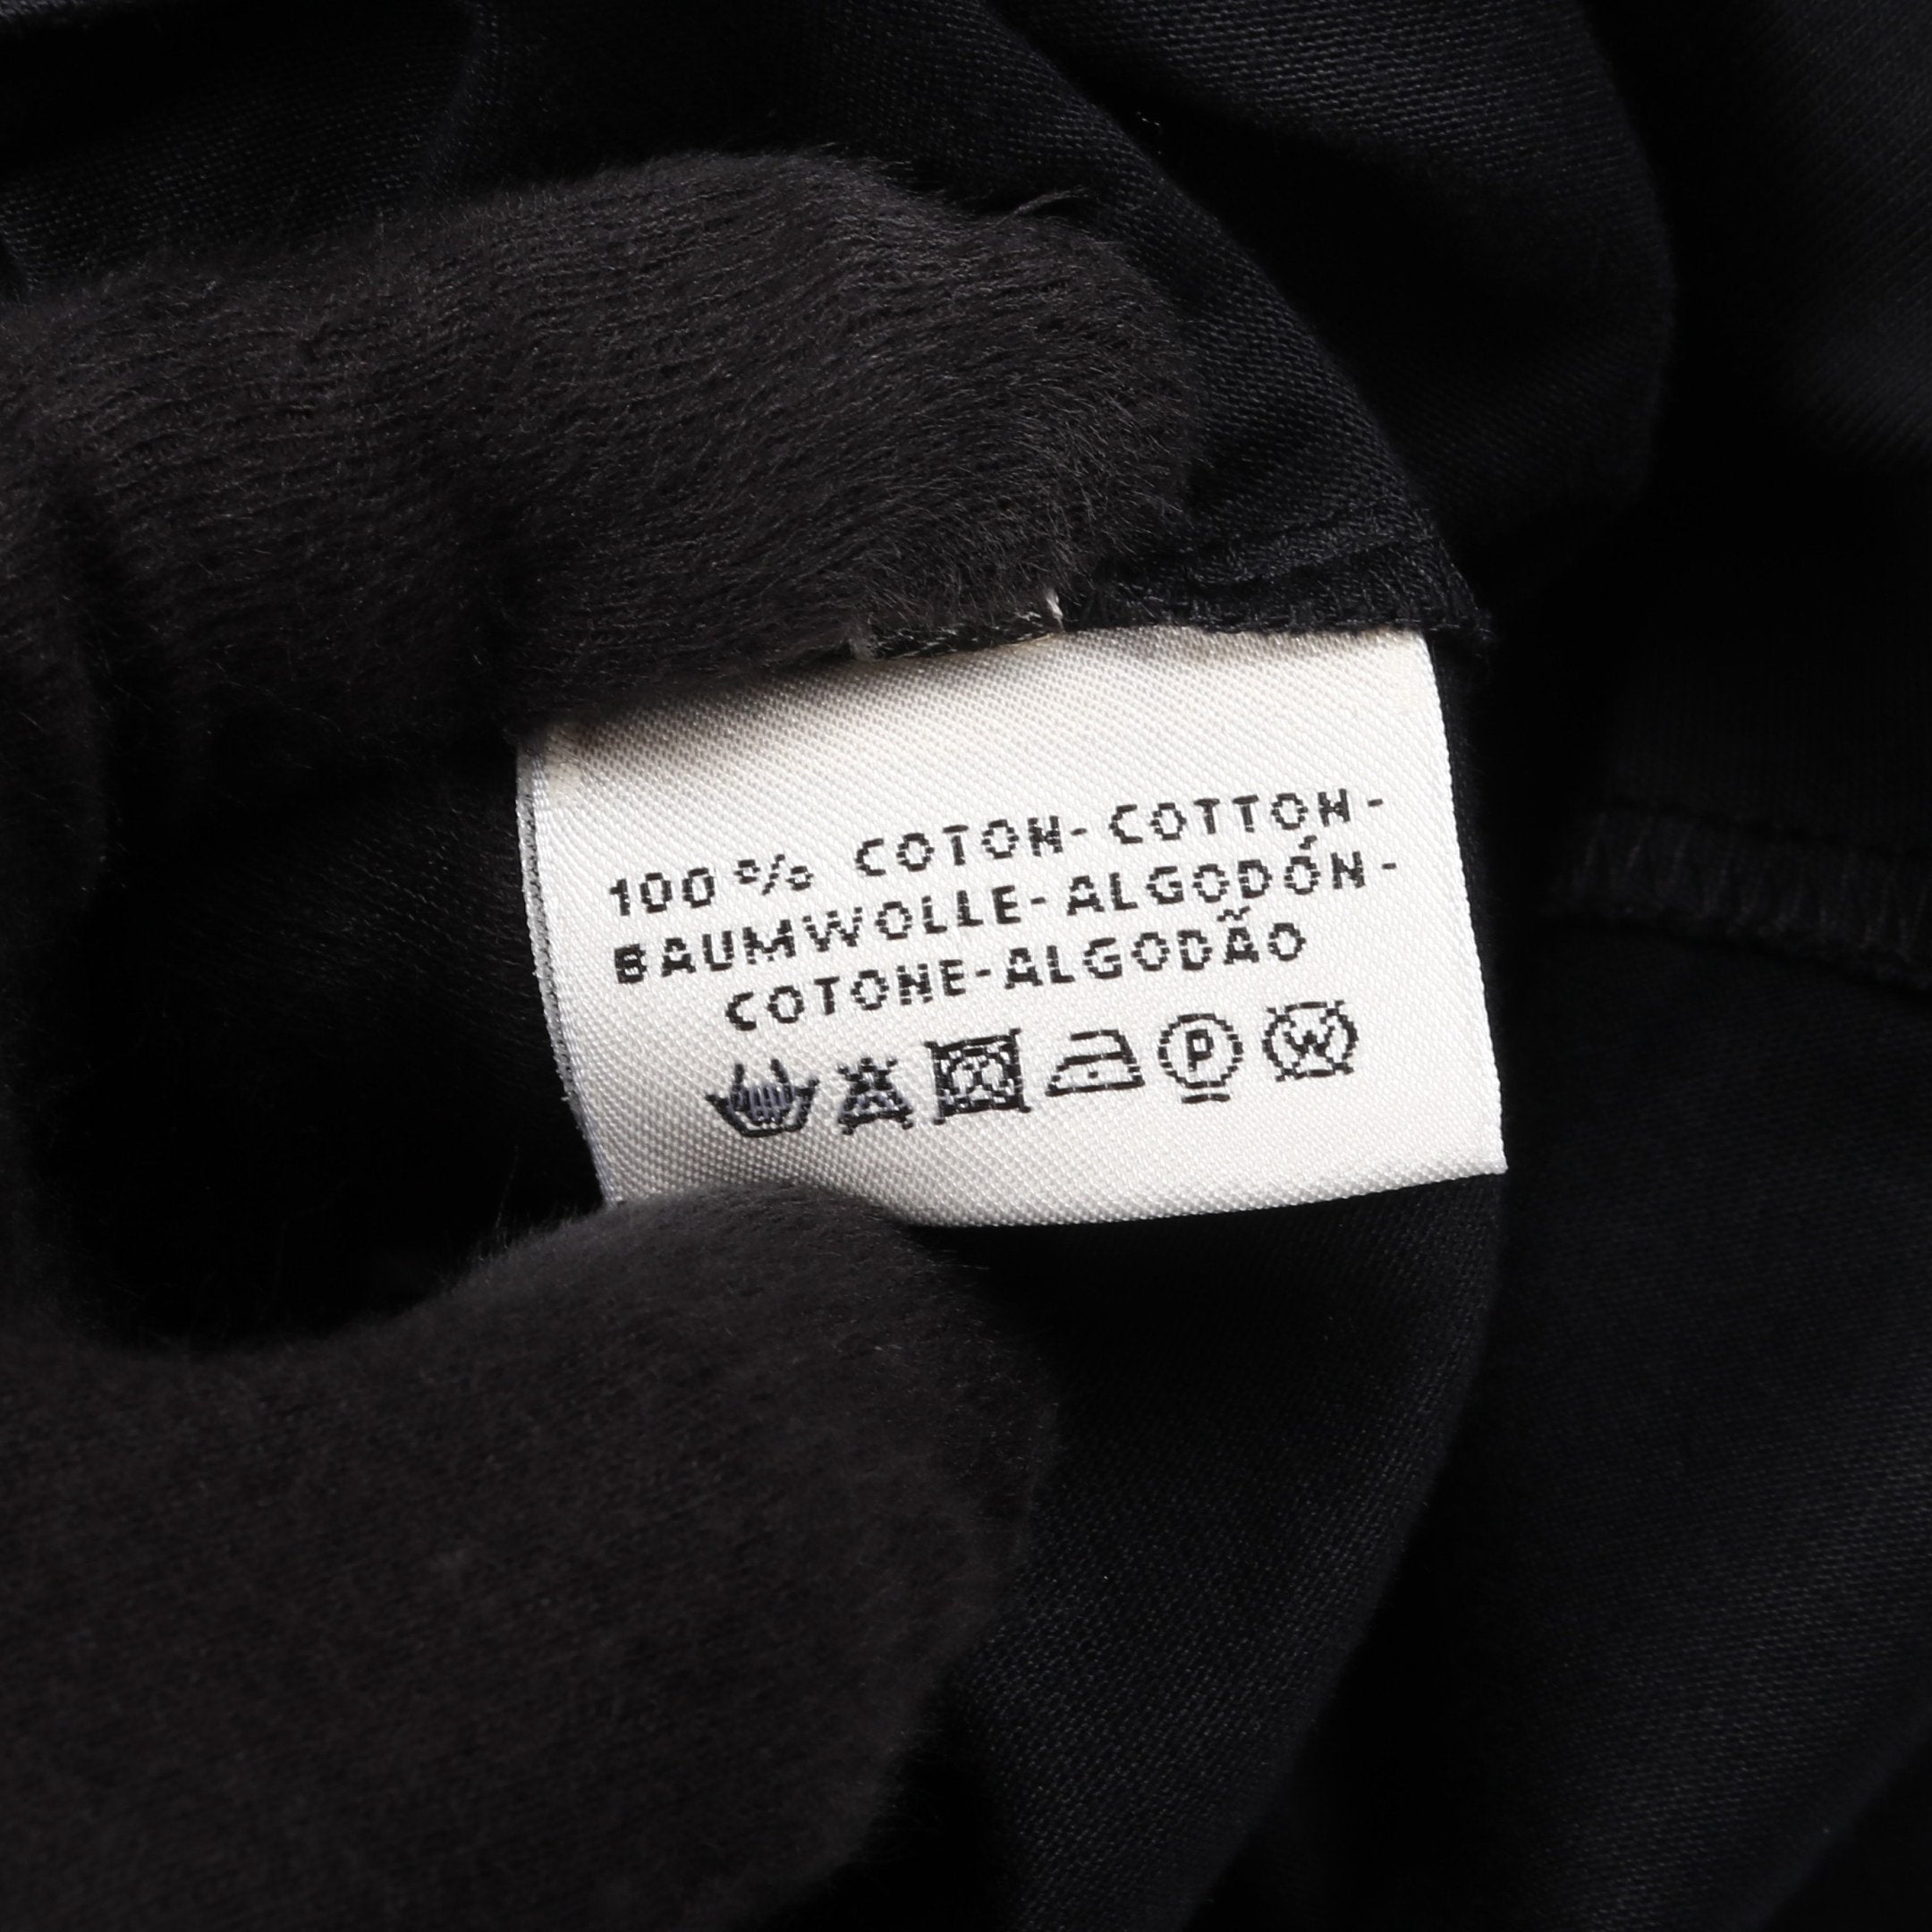 100% COTON-COTTON-
BAUMWOLLE-ALGODÓN-
COTONE-ALGODÃO
P W